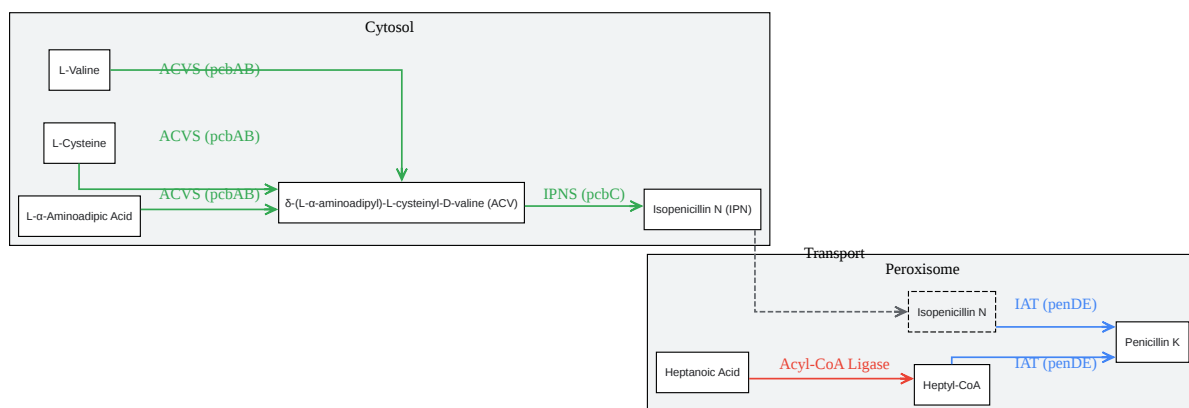 Cytosol
L-Valine
ACVS (pcbAB)
L-Cysteine
ACVS (pcbAB)
L-α-Aminoadipic Acid
ACVS (pcbAB)
δ-(L-α-aminoadipyl)-L-cysteinyl-D-valine (ACV)
IPNS (pcbC)
Isopenicillin N (IPN)
Transport
Peroxisome
Isopenicillin N
IAT (penDE)
Penicillin K
Heptanoic Acid
Acyl-CoA Ligase
Heptyl-CoA
IAT (penDE)